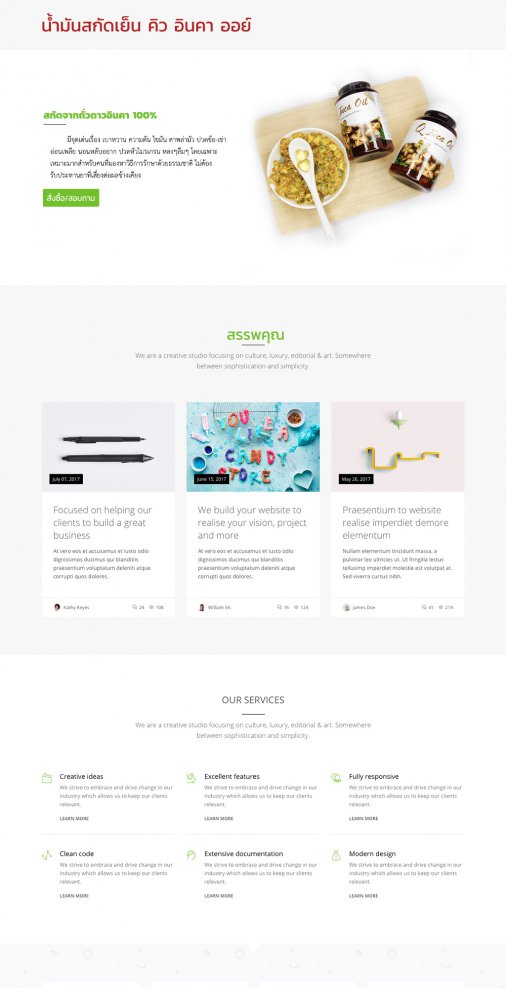 น้ำมันสกัดเย็น คิว อินคา ออยล์
สกัดจากถั่วดาวอินคา 100%
มีจุดเด่นเรื่อง เบาหวาน ความดัน ไขมัน ตาพล่ามัว ปวดข้อ-เข่า
อ่อนเพลีย นอนหลับอยาก ปวดหัวไมเกรน หลงๆลืมๆ โดยเฉพาะ
เหมาะมากสำหรับคนที่มองหาวิธีการรักษาด้วยธรรมชาติ ไม่ต้อง
รับประทานยาที่เสี่ยงต่อผลข้างเคียง
สั่งซื้อ/สอบถาม
Inca Oil
Q Inca Oil
สรรพคุณ
We are a creative studio focusing on culture, luxury, editorial & art. Somewhere
between sophistication and simplicity.
IF YOU WERE A
CANDY
STORE
July 07, 2017
June 15, 2017
May 26, 2017
Focused on helping our
clients to build a great
business
At vero eos et accusamus et iusto odio
dignissimos ducimus qui blanditiis
praesentium voluptatum deleniti atque
corrupti quos dolores.
Kathy Reyes 24 108
We build your website to
realise your vision, project
and more
At vero eos et accusamus et iusto odio
dignissimos ducimus qui blanditiis
praesentium voluptatum deleniti atque
corrupti quos dolores.
William Sh. 16 124
Praesentium to website
realise imperdiet demore
elementum
Nullam elementum tincidunt massa, a
pulvinar leo ultricies ut. Ut fringilla lectus
tellusimp imperdiet molestie est volutpat at.
Sed viverra cursus nibh.
James Doe 41 219
OUR SERVICES
We are a creative studio focusing on culture, luxury, editorial & art. Somewhere
between sophistication and simplicity.
Creative ideas
We strive to embrace and drive change in our
industry which allows us to keep our clients
relevant.
LEARN MORE
Excellent features
We strive to embrace and drive change in our
industry which allows us to keep our clients
relevant.
LEARN MORE
Fully responsive
We strive to embrace and drive change in our
industry which allows us to keep our clients
relevant.
LEARN MORE
Clean code
We strive to embrace and drive change in our
industry which allows us to keep our clients
relevant.
LEARN MORE
Extensive documentation
We strive to embrace and drive change in our
industry which allows us to keep our clients
relevant.
LEARN MORE
Modern design
We strive to embrace and drive change in our
industry which allows us to keep our clients
relevant.
LEARN MORE